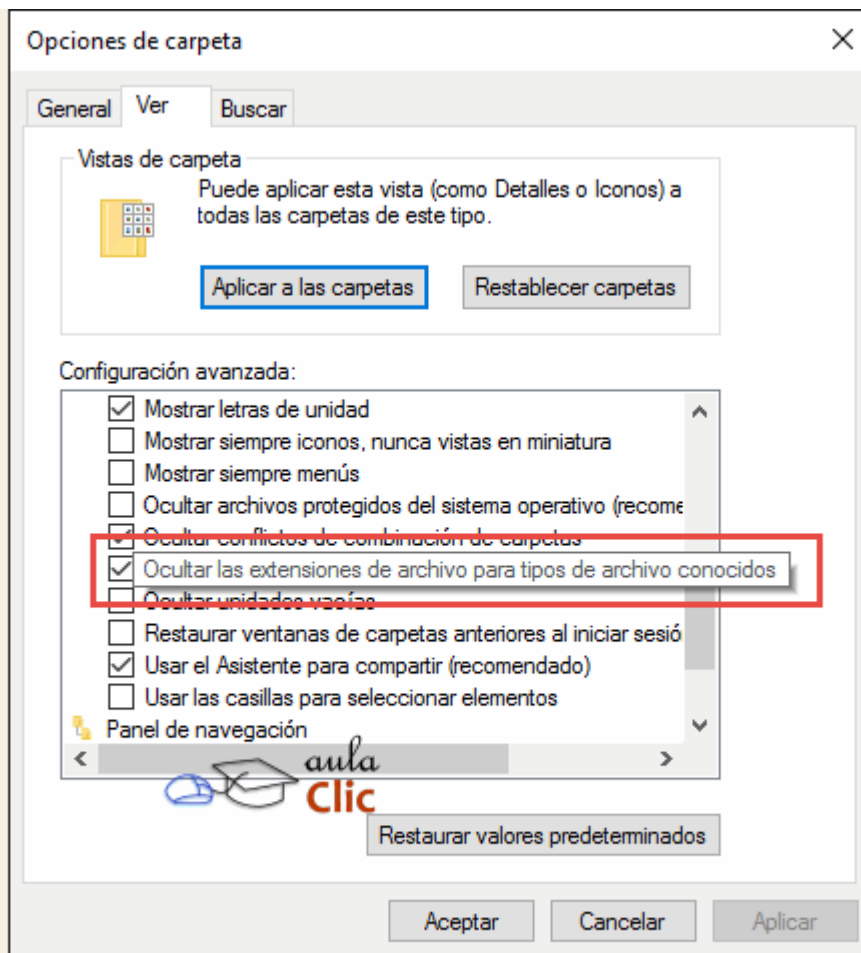 Opciones de carpeta
General
Ver
Buscar
Vistas de carpeta
Puede aplicar esta vista (como Detalles o Iconos) a
todas las carpetas de este tipo.
Aplicar a las carpetas
Restablecer carpetas
Configuración avanzada:
Mostrar letras de unidad
Mostrar siempre iconos, nunca vistas en miniatura
Mostrar siempre menús
Ocultar archivos protegidos del sistema operativo (recome
Ocultar conflictos de combinación de carpetas
Ocultar las extensiones de archivo para tipos de archivo conocidos
Ocultar unidades vacías
Restaurar ventanas de carpetas anteriores al iniciar sesió
Usar el Asistente para compartir (recomendado)
Usar las casillas para seleccionar elementos
Panel de navegación
aula
Clic
Restaurar valores predeterminados
Aceptar
Cancelar
Aplicar